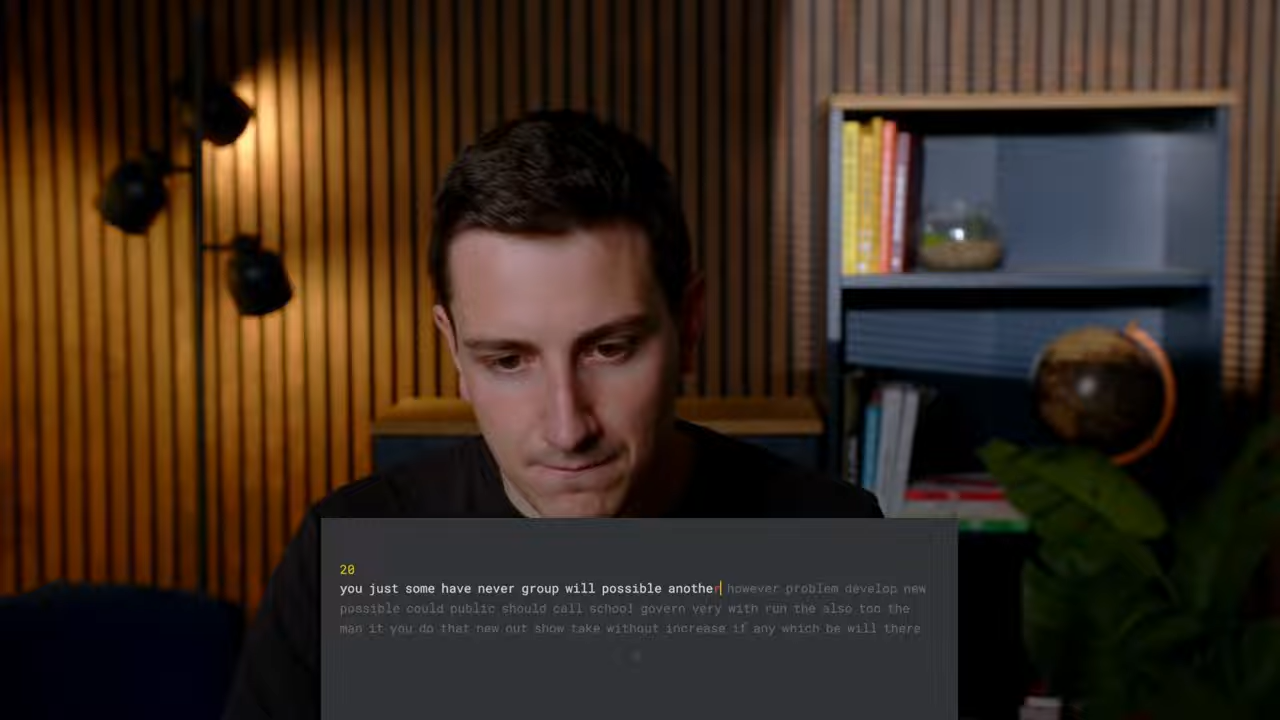 20
you just some have never group will possible another however problem develop new
possible could public should call school govern very with run the also too the
man it you do that new out show take without increase if any which be will there